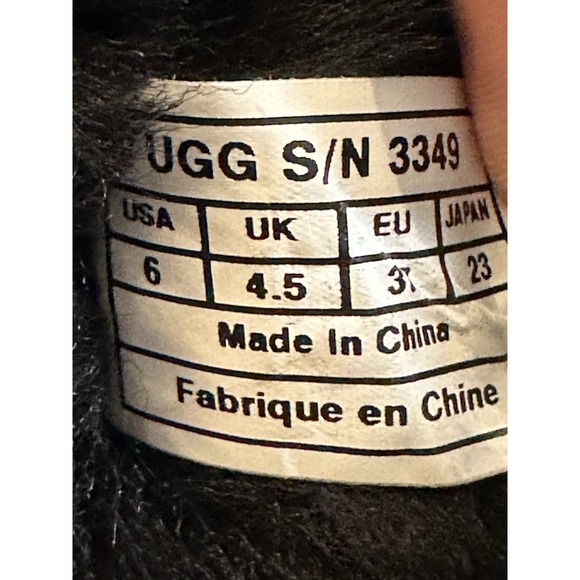 UGG S/N 3349
USA UK EU JAPAN
6 4.5 37 23
Made In China
Fabrique en Chine